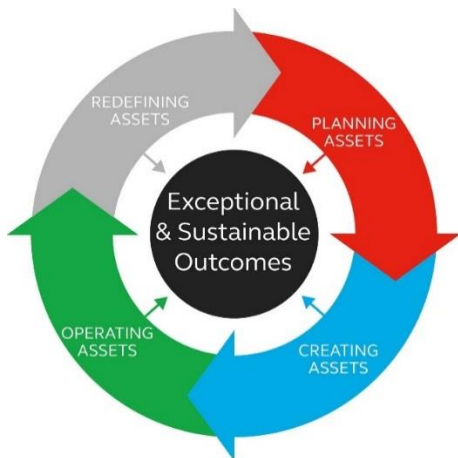 REDEFINING
ASSETS
PLANNING
ASSETS
Exceptional
& Sustainable
Outcomes
OPERATING
ASSETS
CREATING
ASSETS